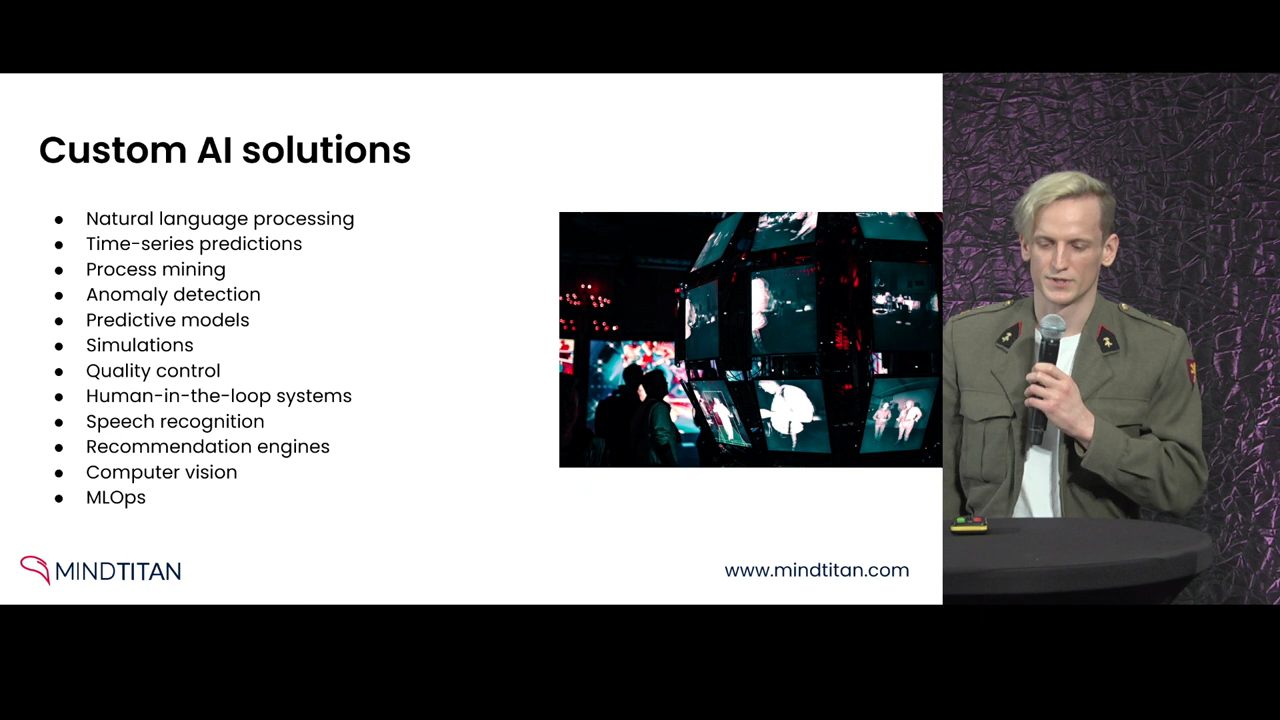 Custom AI solutions
● Natural language processing
● Time-series predictions
● Process mining
● Anomaly detection
● Predictive models
● Simulations
● Quality control
● Human-in-the-loop systems
● Speech recognition
● Recommendation engines
● Computer vision
● MLOps
MINDTITAN
www.mindtitan.com